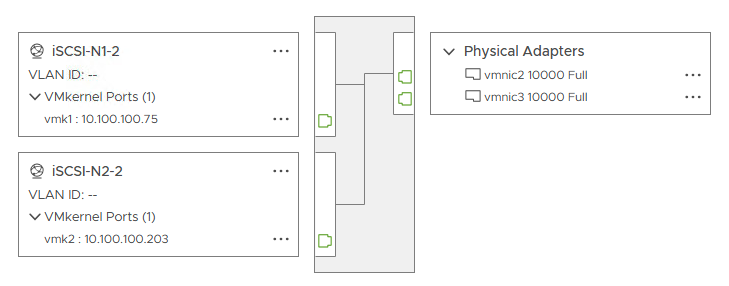 iSCSI-N1-2 ...
VLAN ID: --
VMkernel Ports (1)
vmk1 : 10.100.100.75 ...
iSCSI-N2-2 ...
VLAN ID: --
VMkernel Ports (1)
vmk2 : 10.100.100.203 ...
Physical Adapters
vmnic2 10000 Full ...
vmnic3 10000 Full ...